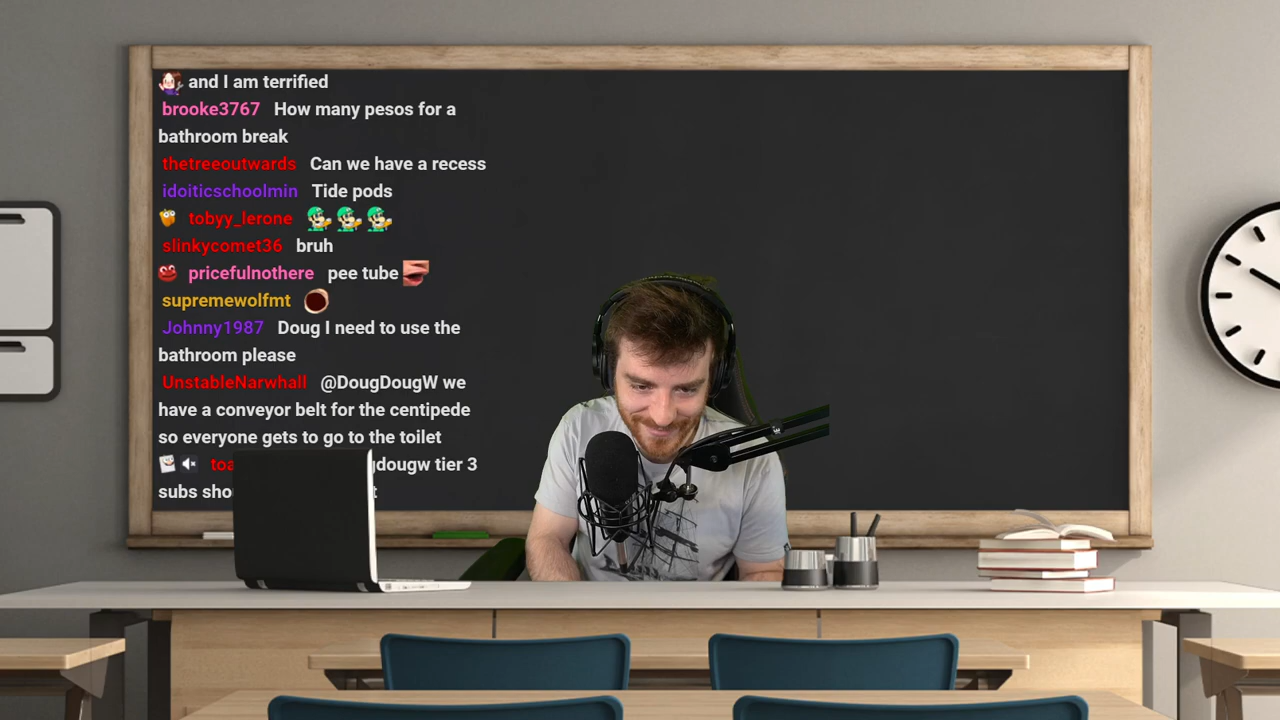 and I am terrified
brooke3767 How many pesos for a
bathroom break
thetreeoutwards Can we have a recess
idoiticschoolmin Tide pods
tobyy_lerone
slinkycomet36 bruh
pricefulnothere pee tube
supremewolfmt
Johnny1987 Doug I need to use the
bathroom please
UnstableNarwhall @DougDougW we
have a conveyor belt for the centipede
so everyone gets to go to the toilet
tier 3
subs